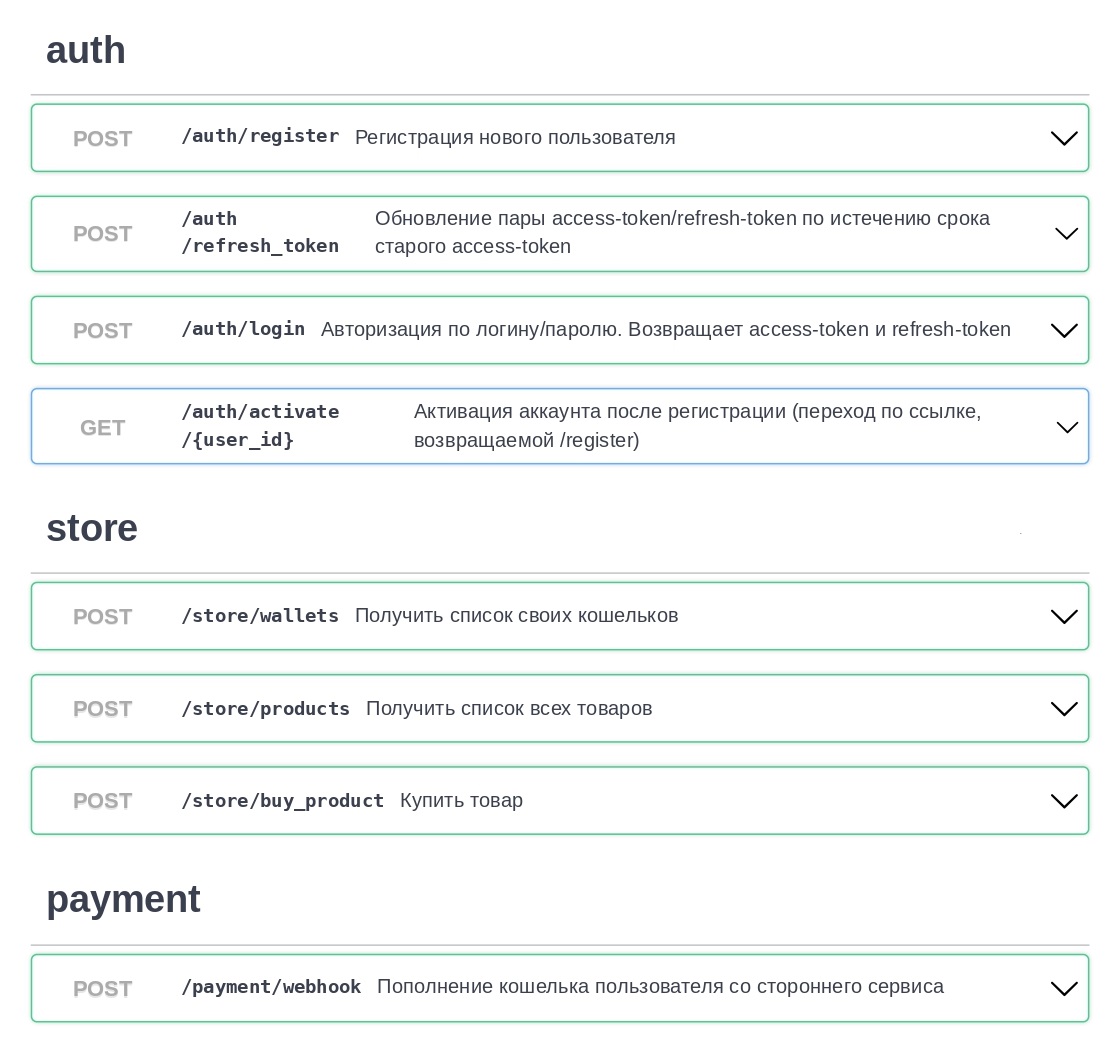 auth
POST /auth/register Регистрация нового пользователя
POST /auth Обновление пары access-token/refresh-token по истечению срока
/refresh_token старого access-token
POST /auth/login Авторизация по логину/паролю. Возвращает access-token и refresh-token
GET /auth/activate Активация аккаунта после регистрации (переход по ссылке,
/{user_id} возвращаемой /register)
store
POST /store/wallets Получить список своих кошельков
POST /store/products Получить список всех товаров
POST /store/buy_product Купить товар
payment
POST /payment/webhook Пополнение кошелька пользователя со стороннего сервиса